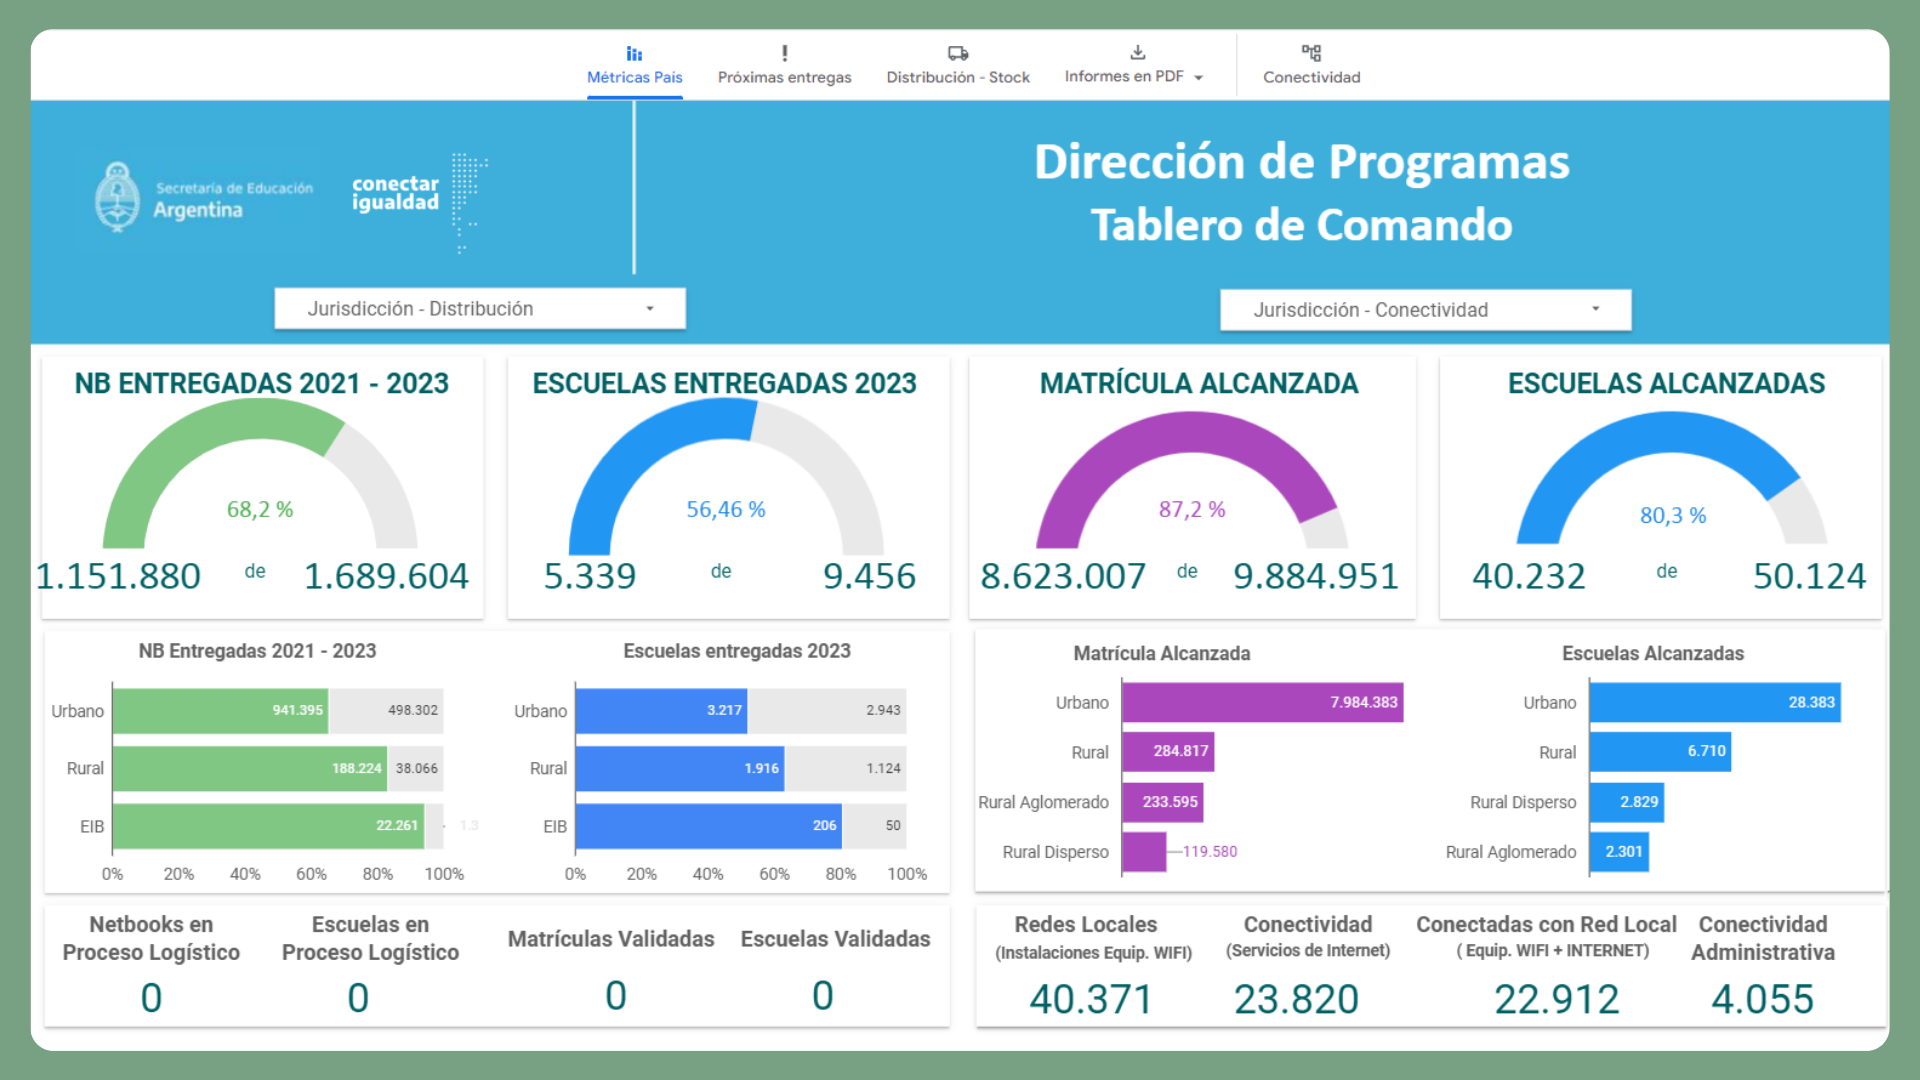 Métricas Pais
Próximas entregas
Distribución - Stock
Informes en PDF
Conectividad
Secretaría de Educación
Argentina
conectar
igualdad
Dirección de Programas
Tablero de Comando
Jurisdicción - Distribución
Jurisdicción - Conectividad
NB ENTREGADAS 2021 - 2023
68,2 %
1.151.880 de 1.689.604
ESCUELAS ENTREGADAS 2023
56,46 %
5.339 de 9.456
MATRÍCULA ALCANZADA
87,2 %
8.623.007 de 9.884.951
ESCUELAS ALCANZADAS
80,3 %
40.232 de 50.124
NB Entregadas 2021 - 2023
Urbano 941.395 498.302
Rural 188.224 38.066
EIB 22.261 1.3
0% 20% 40% 60% 80% 100%
Escuelas entregadas 2023
Urbano 3.217 2.943
Rural 1.916 1.124
EIB 206 50
0% 20% 40% 60% 80% 100%
Matrícula Alcanzada
Urbano 7.984.383
Rural 284.817
Rural Aglomerado 233.595
Rural Disperso 119.580
Escuelas Alcanzadas
Urbano 28.383
Rural 6.710
Rural Disperso 2.829
Rural Aglomerado 2.301
Netbooks en
Proceso Logístico
0
Escuelas en
Proceso Logístico
0
Matrículas Validadas
0
Escuelas Validadas
0
Redes Locales
(Instalaciones Equip. WIFI)
40.371
Conectividad
(Servicios de Internet)
23.820
Conectadas con Red Local
( Equip. WIFI + INTERNET)
22.912
Conectividad
Administrativa
4.055